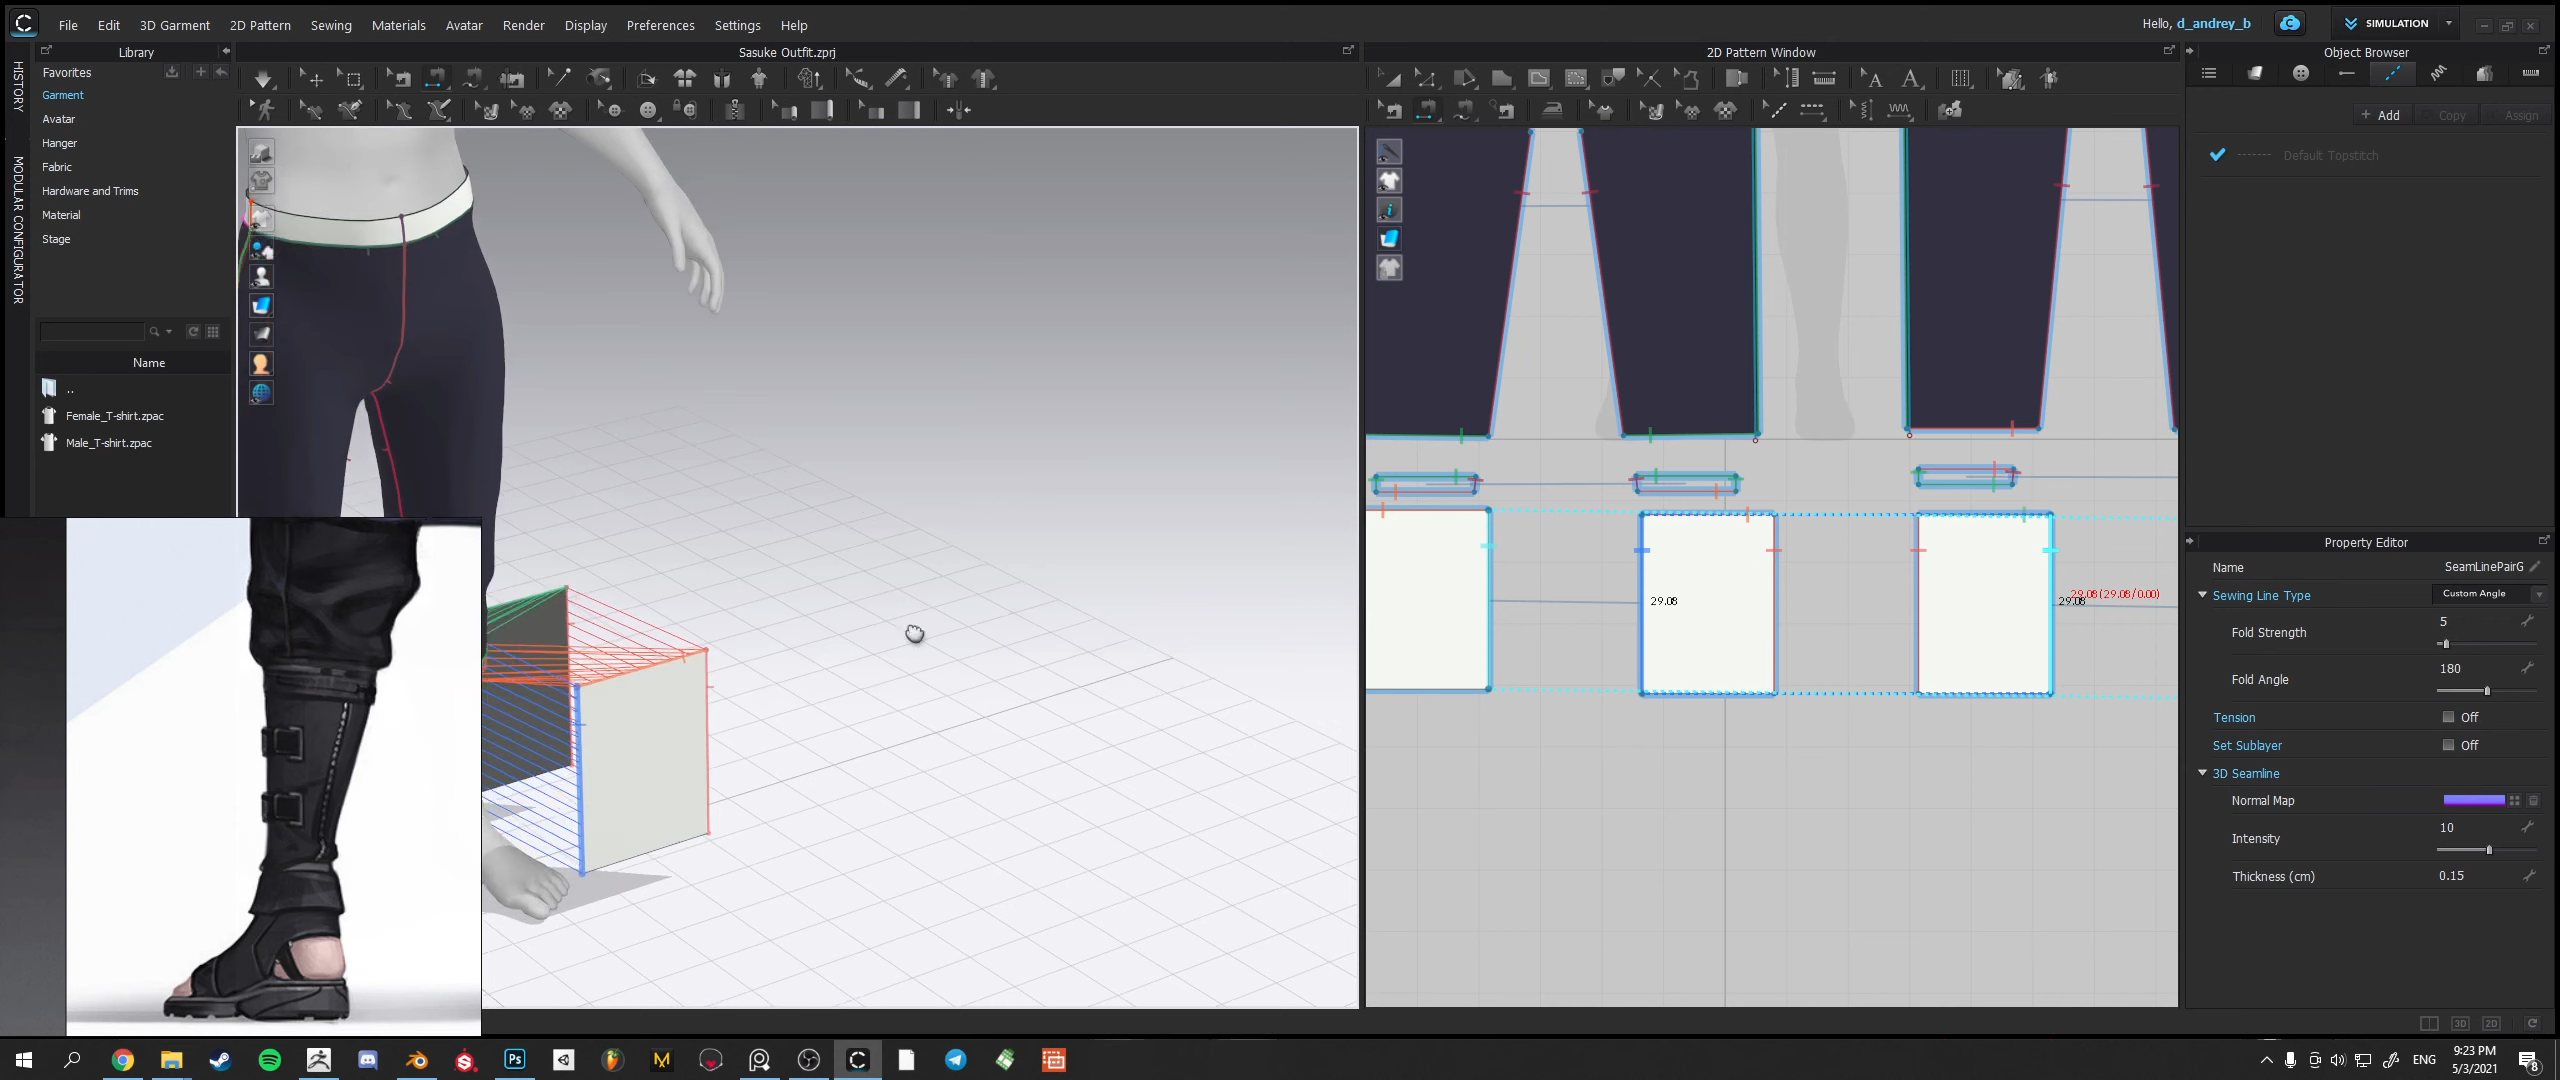 File Edit 3D Garment 2D Pattern Sewing Materials Avatar Render Display Preferences Settings Help
Hello, d_andrey_b
SIMULATION
HISTORY
MODULAR CONFIGURATOR
Library
Sasuke Outfit.zprj
2D Pattern Window
Object Browser
Favorites
Garment
Avatar
Hanger
Fabric
Hardware and Trims
Material
Stage
Name
..
Female_T-shirt.zpac
Male_T-shirt.zpac
29.08
29.08 (29.08/0.00)
29.08
+ Add
Copy
Assign
Default Topstitch
Property Editor
Name SeamLinePairG
Sewing Line Type Custom Angle
Fold Strength 5
Fold Angle 180
Tension Off
Set Sublayer Off
3D Seamline
Normal Map
Intensity 10
Thickness (cm) 0.15
3D
2D
ENG
9:23 PM
5/3/2021
8